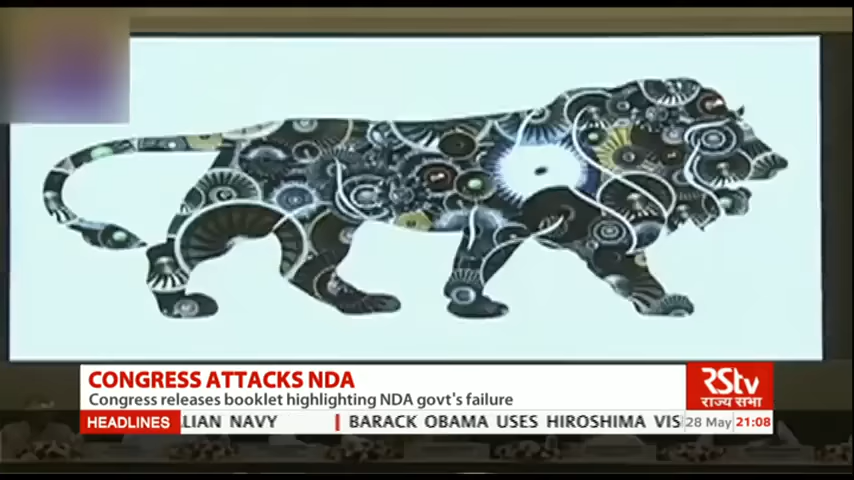 CONGRESS ATTACKS NDA
Congress releases booklet highlighting NDA govt's failure
RStv
राज्य सभा
HEADLINES
LIAN NAVY
BARACK OBAMA USES HIROSHIMA VIS
28 May
21:08